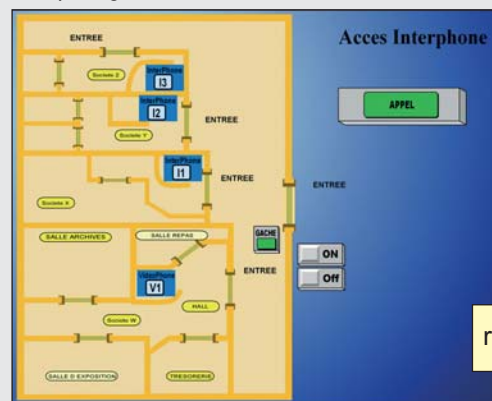 ENTREE
Acces Interphone
InterPhone
Societe Z
I3
APPEL
InterPhone
I2
ENTREE
Societe Y
InterPhone
I1
ENTREE
ENTREE
Societe X
GACHE
SALLE ARCHIVES
SALLE REPAS
ON
VideoPhone
ENTREE
Off
V1
HALL
Societe W
SALLE D EXPOSITION
TRESORERIE